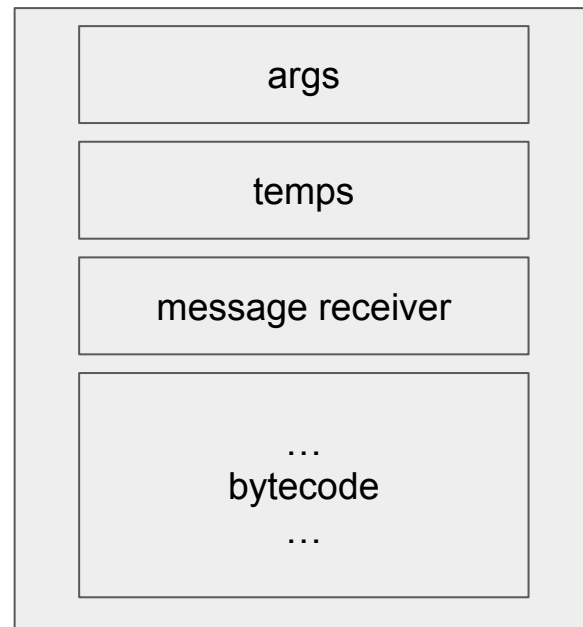 args
temps
message receiver
…
bytecode
…